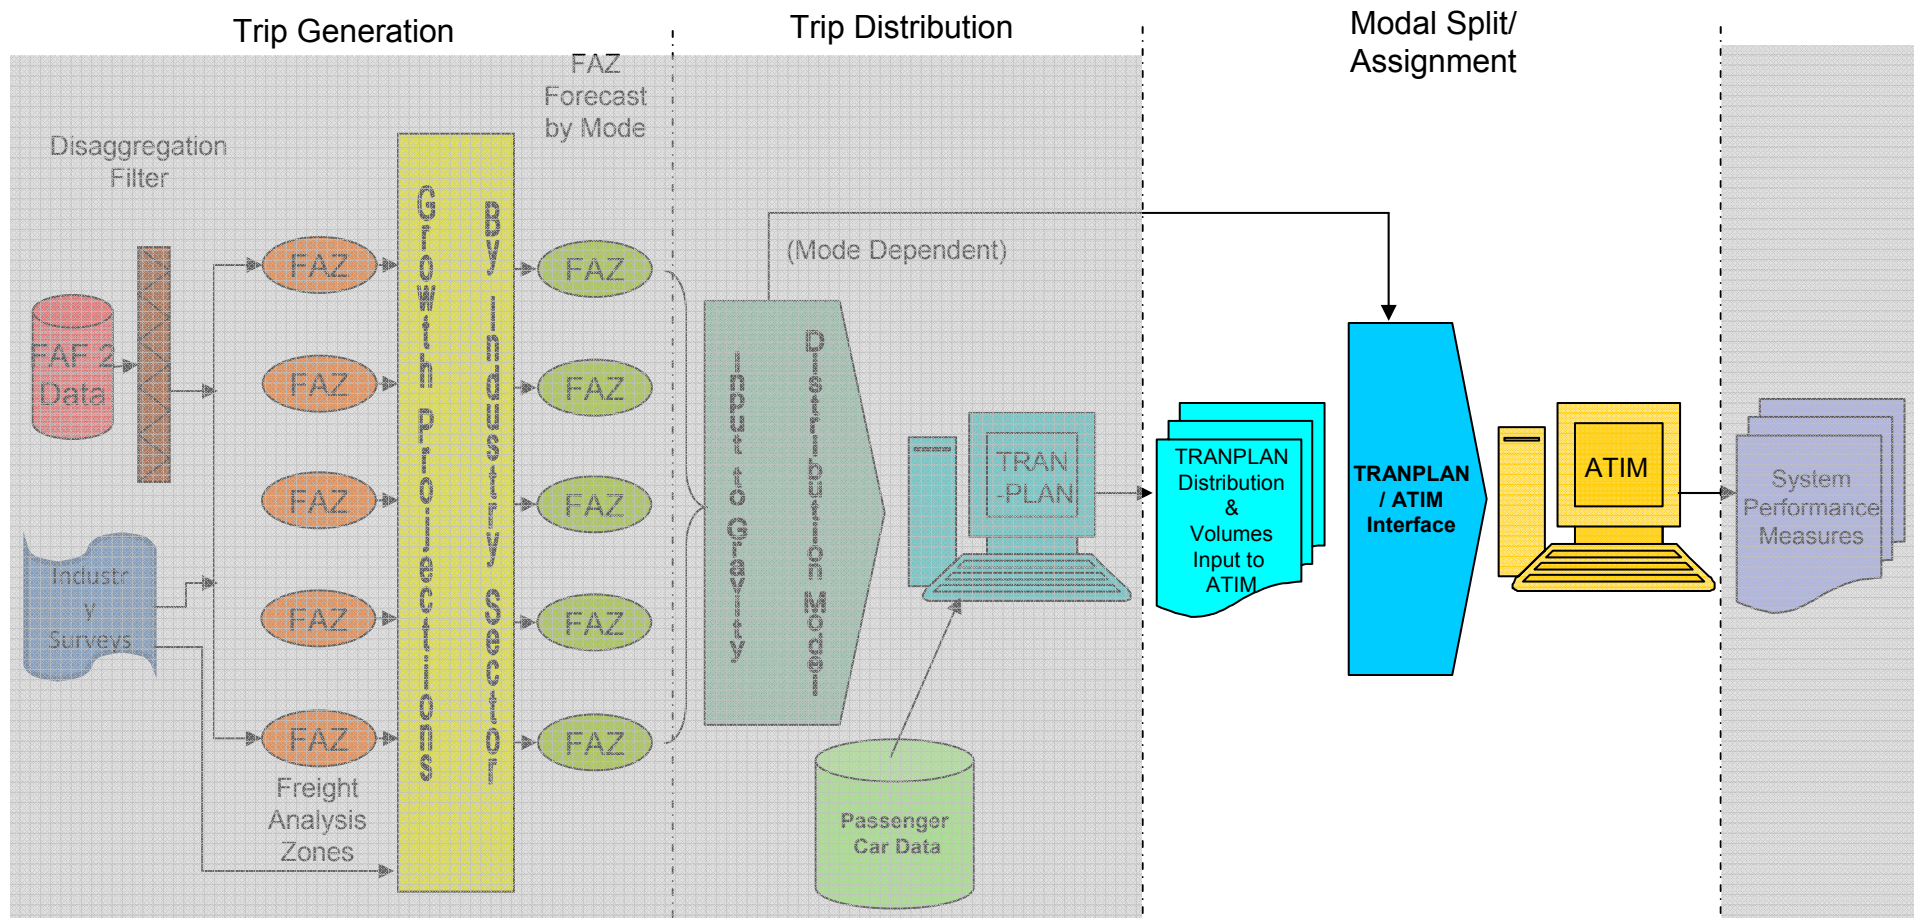 Trip Generation
Trip Distribution
Modal Split/
Assignment
FAZ
Forecast
by Mode
Disaggregation
Filter
FAF 2
Data
Industr
y
Surveys
FAZ
FAZ
FAZ
FAZ
FAZ
Freight
Analysis
Zones
Growth Projections
By Industry Sector
FAZ
FAZ
FAZ
FAZ
FAZ
(Mode Dependent)
Input to Gravity
Distribution Model
TRAN
-PLAN
Passenger
Car Data
TRANPLAN
Distribution
&
Volumes
Input to
ATIM
TRANPLAN
/ ATIM
Interface
ATIM
System
Performance
Measures